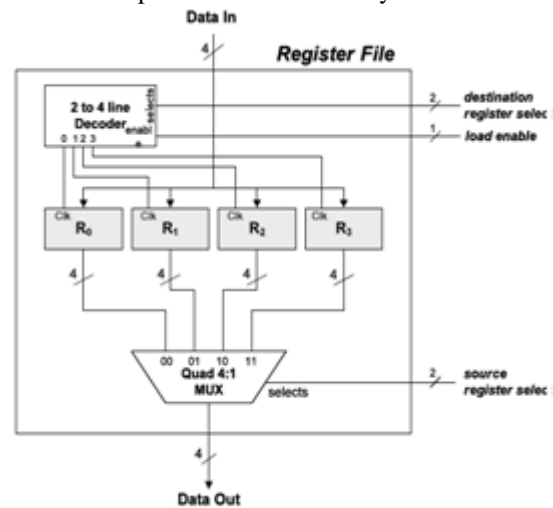 Data In
4
Register File
2 to 4 line
Decoder
selects
enabl
e
0 1 2 3
2
destination
register selec
1
load enable
Clk
R0
Clk
R1
Clk
R2
Clk
R3
4
4
4
4
00 01 10 11
Quad 4:1
MUX
selects
2
source
register selec
4
Data Out